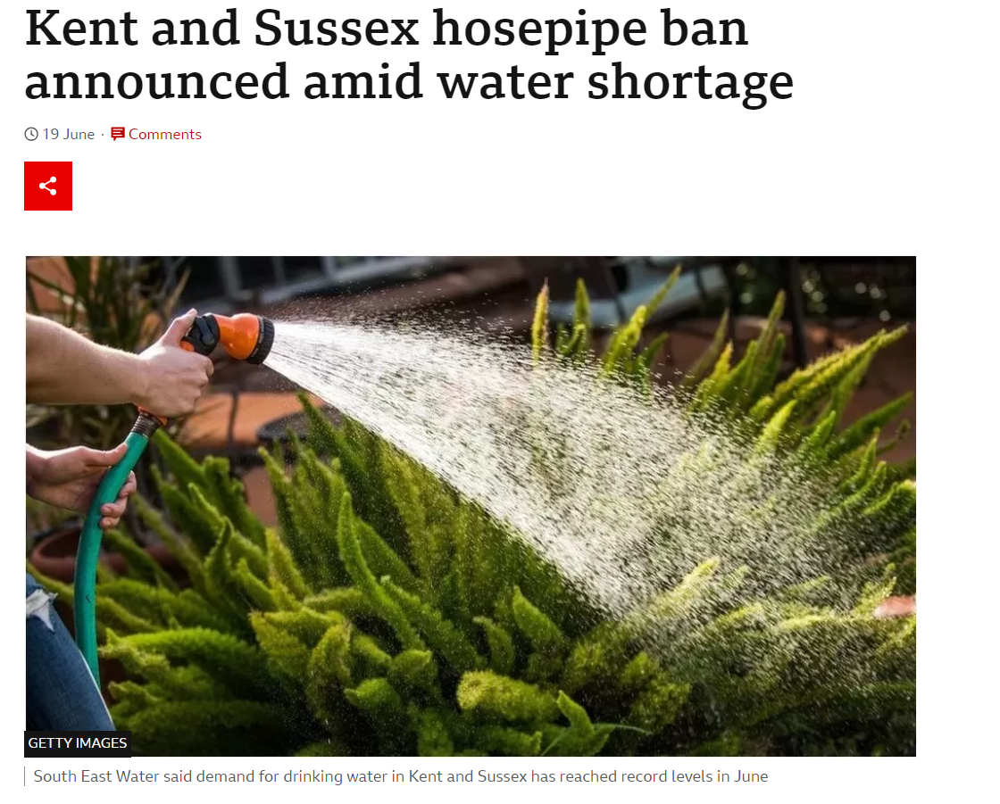 Kent and Sussex hosepipe ban
announced amid water shortage
19 June · Comments
GETTY IMAGES
South East Water said demand for drinking water in Kent and Sussex has reached record levels in June